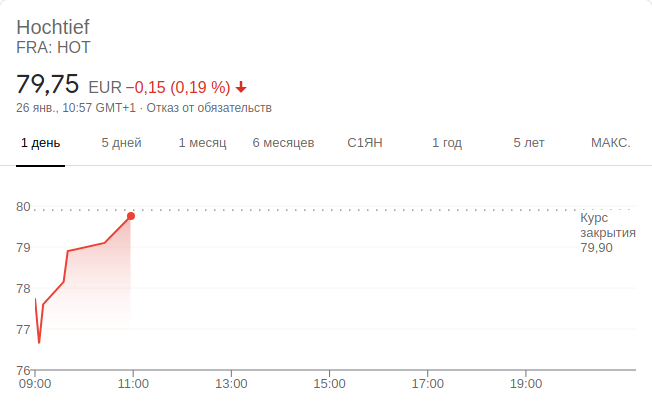 Hochtief
FRA: HOT
79,75 EUR −0,15 (0,19 %)
26 янв., 10:57 GMT+1 · Отказ от обязательств
1 день 5 дней 1 месяц 6 месяцев С1ЯН 1 год 5 лет МАКС.
80
Курс
закрытия
79,90
79
78
77
76
09:00 11:00 13:00 15:00 17:00 19:00